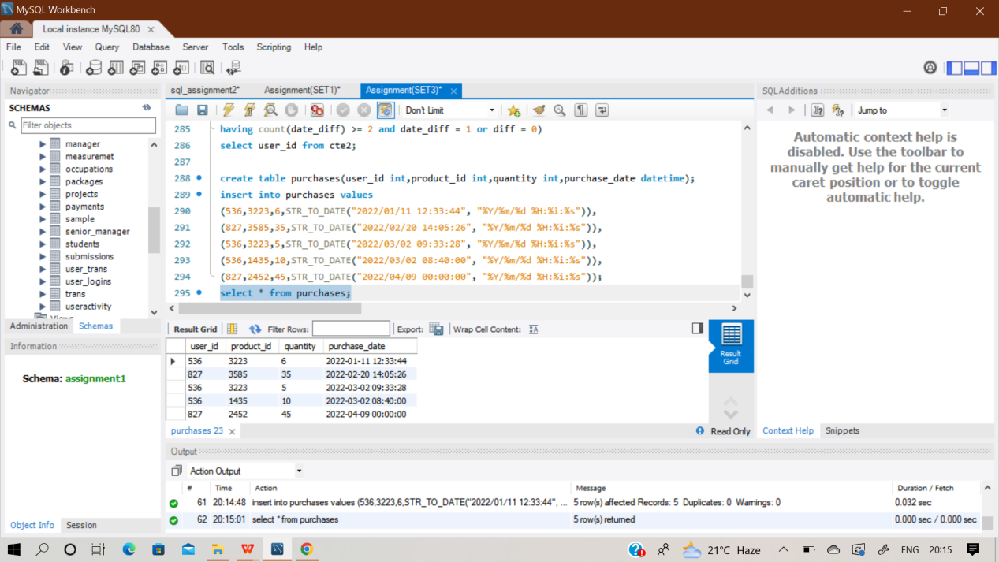 MySQL Workbench
Local instance MySQL80
File Edit View Query Database Server Tools Scripting Help
Navigator
SCHEMAS
Filter objects
manager
measuremet
occupations
packages
projects
payments
sample
senior_manager
students
submissions
user_trans
user_logins
trans
useractivity
Views
Administration Schemas
Information
Schema: assignment1
Object Info Session
sql_assignment2* Assignment(SET1)* Assignment(SET3)*
Don't Limit
285 having count(date_diff) >= 2 and date_diff = 1 or diff = 0)
286 select user_id from cte2;
287
288 create table purchases(user_id int,product_id int,quantity int,purchase_date datetime);
289 insert into purchases values
290 (536,3223,6,STR_TO_DATE("2022/01/11 12:33:44", "%Y/%m/%d %H:%i:%s")),
291 (827,3585,35,STR_TO_DATE("2022/02/20 14:05:26", "%Y/%m/%d %H:%i:%s")),
292 (536,3223,5,STR_TO_DATE("2022/03/02 09:33:28", "%Y/%m/%d %H:%i:%s")),
293 (536,1435,10,STR_TO_DATE("2022/03/02 08:40:00", "%Y/%m/%d %H:%i:%s")),
294 (827,2452,45,STR_TO_DATE("2022/04/09 00:00:00", "%Y/%m/%d %H:%i:%s"));
295 select * from purchases;
Result Grid Filter Rows: Export: Wrap Cell Content:
user_id product_id quantity purchase_date
536 3223 6 2022-01-11 12:33:44
827 3585 35 2022-02-20 14:05:26
536 3223 5 2022-03-02 09:33:28
536 1435 10 2022-03-02 08:40:00
827 2452 45 2022-04-09 00:00:00
Result
Grid
purchases 23
Read Only
Output
Action Output
# Time Action Message Duration / Fetch
61 20:14:48 insert into purchases values (536,3223,6,STR_TO_DATE("2022/01/11 12:33:44", ... 5 row(s) affected Records: 5 Duplicates: 0 Warnings: 0 0.032 sec
62 20:15:01 select * from purchases 5 row(s) returned 0.000 sec / 0.000 sec
SQLAdditions
Jump to
Automatic context help is
disabled. Use the toolbar to
manually get help for the current
caret position or to toggle
automatic help.
Context Help Snippets
21°C Haze ENG 20:15